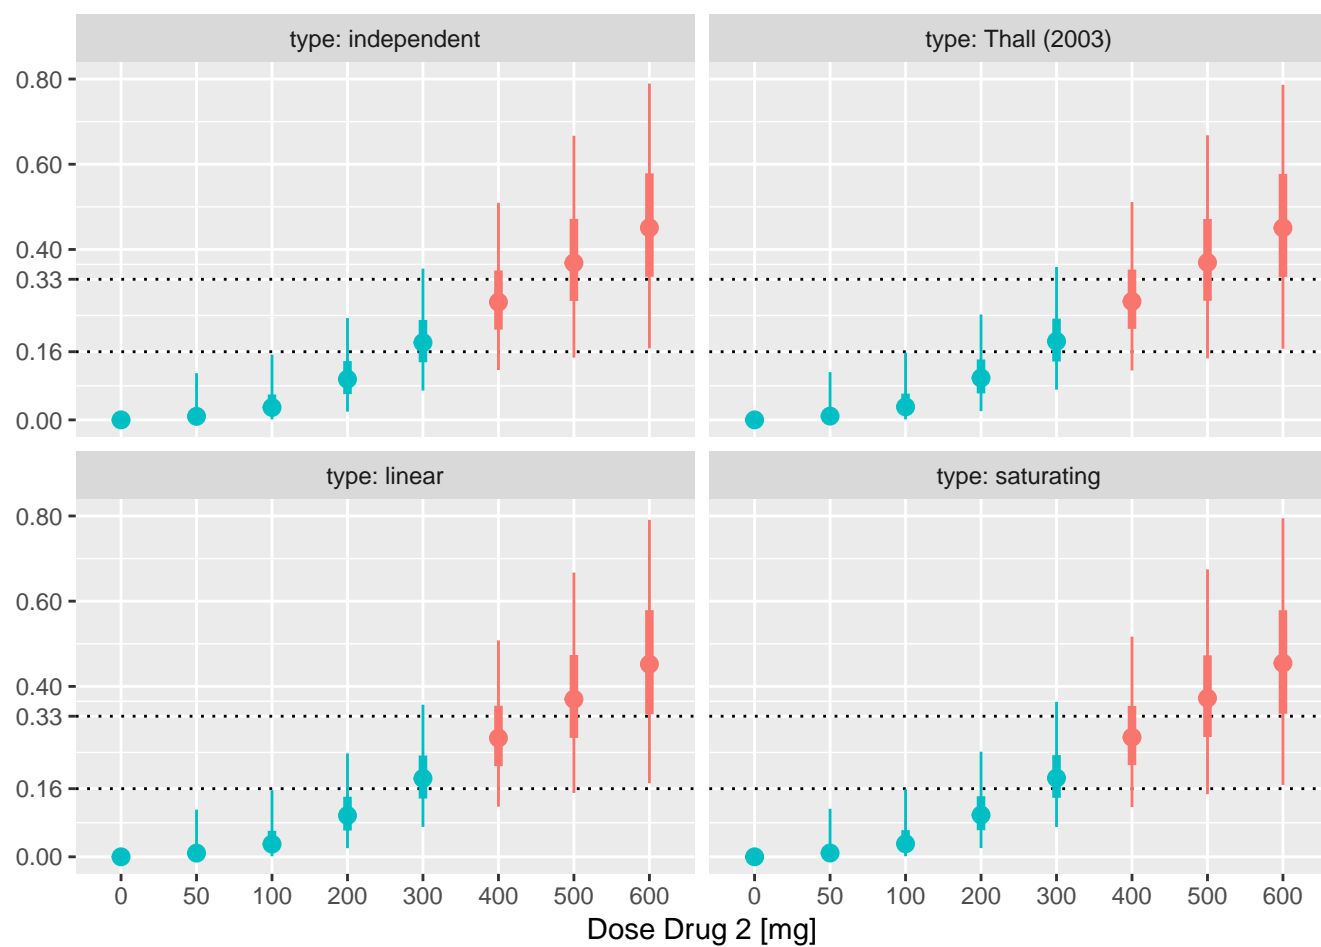 type: independent
type: Thall (2003)
0.80
0.60
0.40
0.33
0.16
0.00
type: linear
type: saturating
0.80
0.60
0.40
0.33
0.16
0.00
0 50 100 200 300 400 500 600
0 50 100 200 300 400 500 600
Dose Drug 2 [mg]